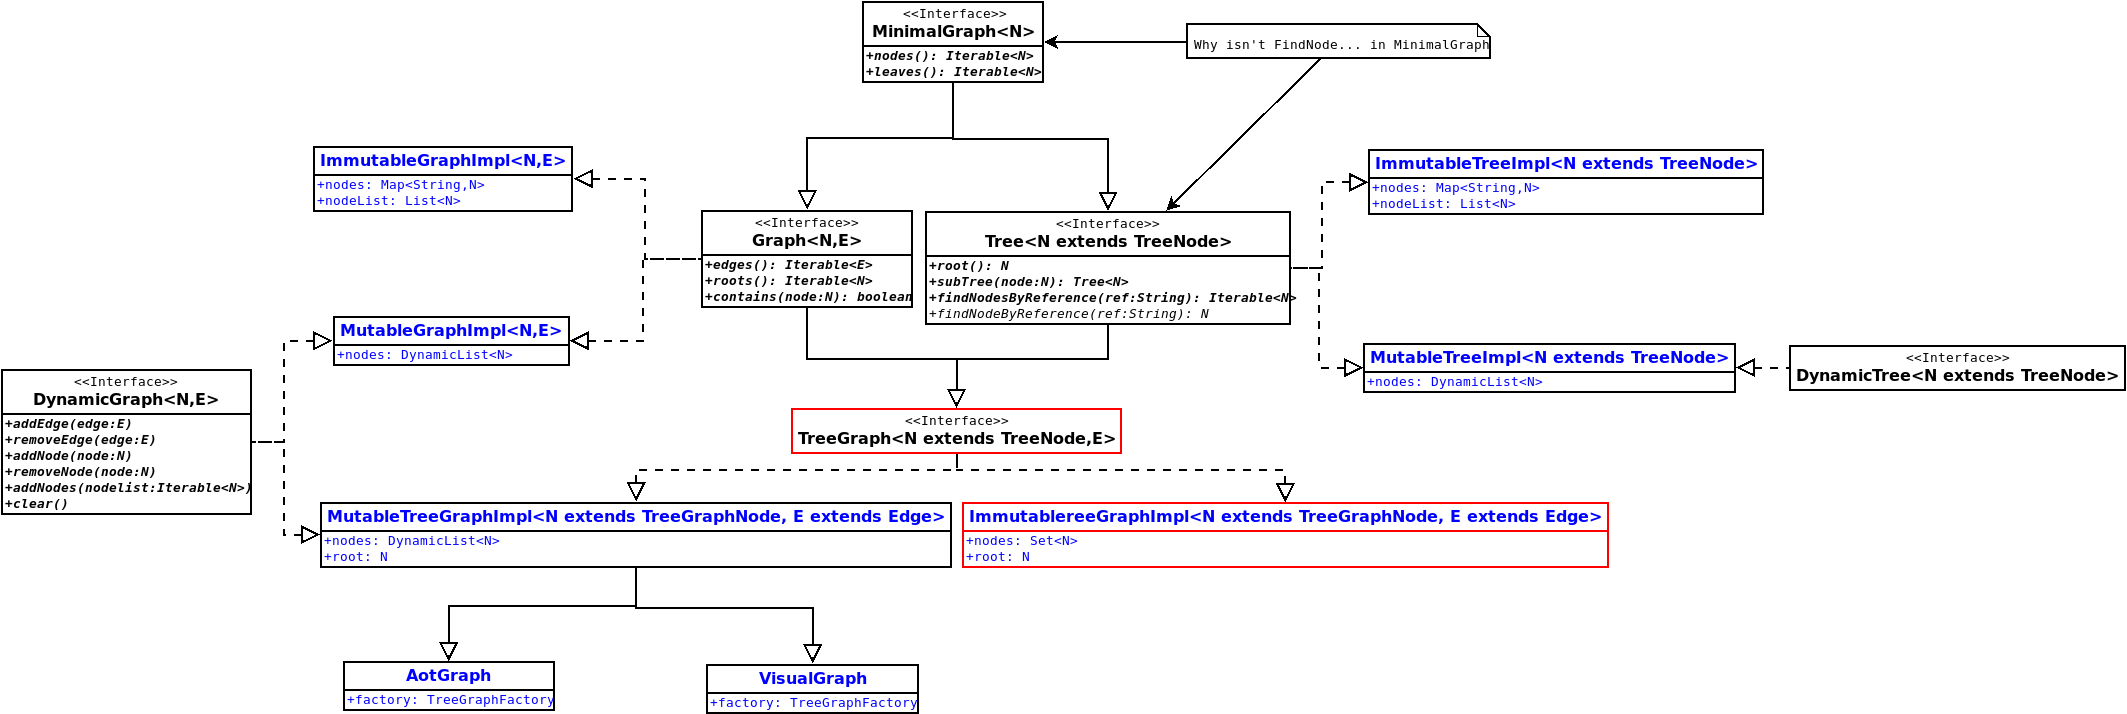 <<Interface>>
MinimalGraph<N>
+nodes(): Iterable<N>
+leaves(): Iterable<N>
Why isn't FindNode... in MinimalGraph
ImmutableGraphImpl<N,E>
+nodes: Map<String,N>
+nodeList: List<N>
ImmutableTreeImpl<N extends TreeNode>
+nodes: Map<String,N>
+nodeList: List<N>
<<Interface>>
Graph<N,E>
+edges(): Iterable<E>
+roots(): Iterable<N>
+contains(node:N): boolean
<<Interface>>
Tree<N extends TreeNode>
+root(): N
+subTree(node:N): Tree<N>
+findNodesByReference(ref:String): Iterable<N>
+findNodeByReference(ref:String): N
MutableGraphImpl<N,E>
+nodes: DynamicList<N>
MutableTreeImpl<N extends TreeNode>
+nodes: DynamicList<N>
<<Interface>>
DynamicTree<N extends TreeNode>
<<Interface>>
DynamicGraph<N,E>
+addEdge(edge:E)
+removeEdge(edge:E)
+addNode(node:N)
+removeNode(node:N)
+addNodes(nodelist:Iterable<N>)
+clear()
<<Interface>>
TreeGraph<N extends TreeNode,E>
MutableTreeGraphImpl<N extends TreeGraphNode, E extends Edge>
+nodes: DynamicList<N>
+root: N
ImmutablereeGraphImpl<N extends TreeGraphNode, E extends Edge>
+nodes: Set<N>
+root: N
AotGraph
+factory: TreeGraphFactory
VisualGraph
+factory: TreeGraphFactory